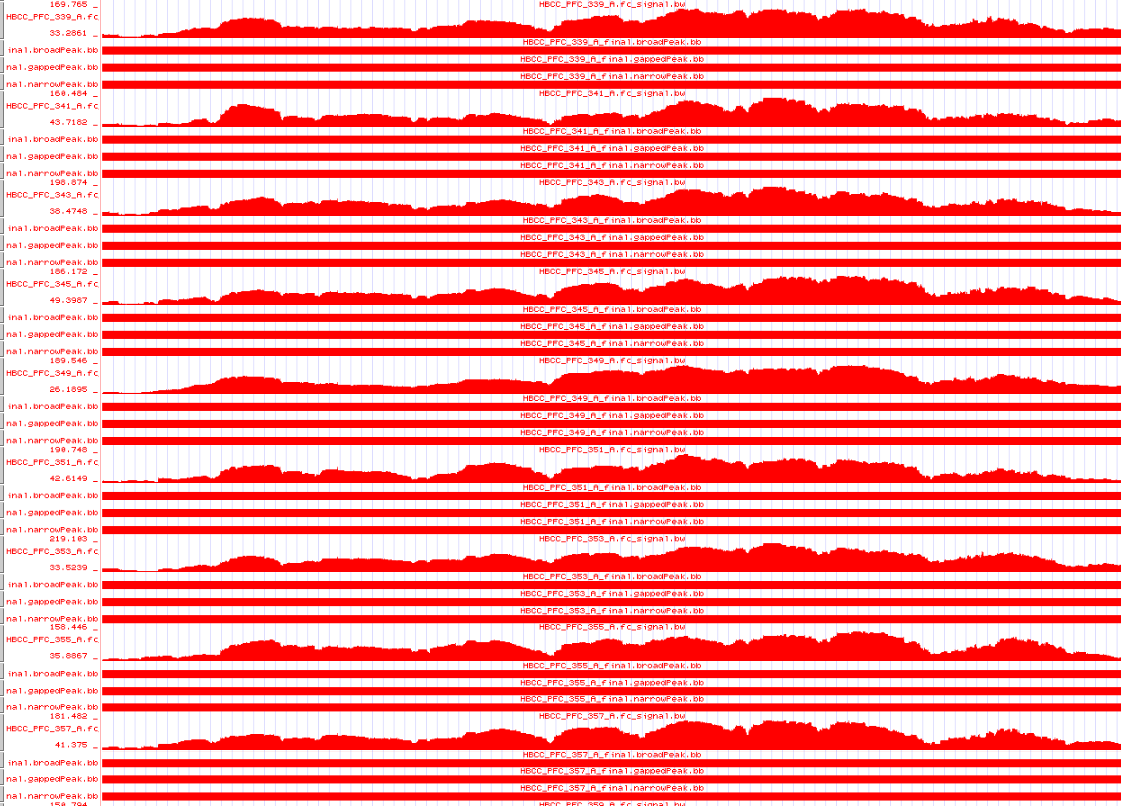 169.765 _ HBCC_PFC_339_A.fc_signal.bw
HBCC_PFC_339_A.fc
33.2861 _
HBCC_PFC_339_A_final.broadPeak.bb
inal.broadPeak.bb
HBCC_PFC_339_A_final.gappedPeak.bb
nal.gappedPeak.bb
HBCC_PFC_339_A_final.narrowPeak.bb
nal.narrowPeak.bb
160.484 _ HBCC_PFC_341_A.fc_signal.bw
HBCC_PFC_341_A.fc
43.7182 _
HBCC_PFC_341_A_final.broadPeak.bb
inal.broadPeak.bb
HBCC_PFC_341_A_final.gappedPeak.bb
nal.gappedPeak.bb
HBCC_PFC_341_A_final.narrowPeak.bb
nal.narrowPeak.bb
198.874 _ HBCC_PFC_343_A.fc_signal.bw
HBCC_PFC_343_A.fc
38.4748 _
HBCC_PFC_343_A_final.broadPeak.bb
inal.broadPeak.bb
HBCC_PFC_343_A_final.gappedPeak.bb
nal.gappedPeak.bb
HBCC_PFC_343_A_final.narrowPeak.bb
nal.narrowPeak.bb
186.172 _ HBCC_PFC_345_A.fc_signal.bw
HBCC_PFC_345_A.fc
49.3987 _
HBCC_PFC_345_A_final.broadPeak.bb
inal.broadPeak.bb
HBCC_PFC_345_A_final.gappedPeak.bb
nal.gappedPeak.bb
HBCC_PFC_345_A_final.narrowPeak.bb
nal.narrowPeak.bb
189.546 _ HBCC_PFC_349_A.fc_signal.bw
HBCC_PFC_349_A.fc
26.1895 _
HBCC_PFC_349_A_final.broadPeak.bb
inal.broadPeak.bb
HBCC_PFC_349_A_final.gappedPeak.bb
nal.gappedPeak.bb
HBCC_PFC_349_A_final.narrowPeak.bb
nal.narrowPeak.bb
190.748 _ HBCC_PFC_351_A.fc_signal.bw
HBCC_PFC_351_A.fc
42.6149 _
HBCC_PFC_351_A_final.broadPeak.bb
inal.broadPeak.bb
HBCC_PFC_351_A_final.gappedPeak.bb
nal.gappedPeak.bb
HBCC_PFC_351_A_final.narrowPeak.bb
nal.narrowPeak.bb
219.103 _ HBCC_PFC_353_A.fc_signal.bw
HBCC_PFC_353_A.fc
33.5239 _
HBCC_PFC_353_A_final.broadPeak.bb
inal.broadPeak.bb
HBCC_PFC_353_A_final.gappedPeak.bb
nal.gappedPeak.bb
HBCC_PFC_353_A_final.narrowPeak.bb
nal.narrowPeak.bb
158.446 _ HBCC_PFC_355_A.fc_signal.bw
HBCC_PFC_355_A.fc
35.8867 _
HBCC_PFC_355_A_final.broadPeak.bb
inal.broadPeak.bb
HBCC_PFC_355_A_final.gappedPeak.bb
nal.gappedPeak.bb
HBCC_PFC_355_A_final.narrowPeak.bb
nal.narrowPeak.bb
181.482 _ HBCC_PFC_357_A.fc_signal.bw
HBCC_PFC_357_A.fc
41.375 _
HBCC_PFC_357_A_final.broadPeak.bb
inal.broadPeak.bb
HBCC_PFC_357_A_final.gappedPeak.bb
nal.gappedPeak.bb
HBCC_PFC_357_A_final.narrowPeak.bb
nal.narrowPeak.bb
150.794 _ HBCC_PFC_359_A.fc_signal.bw